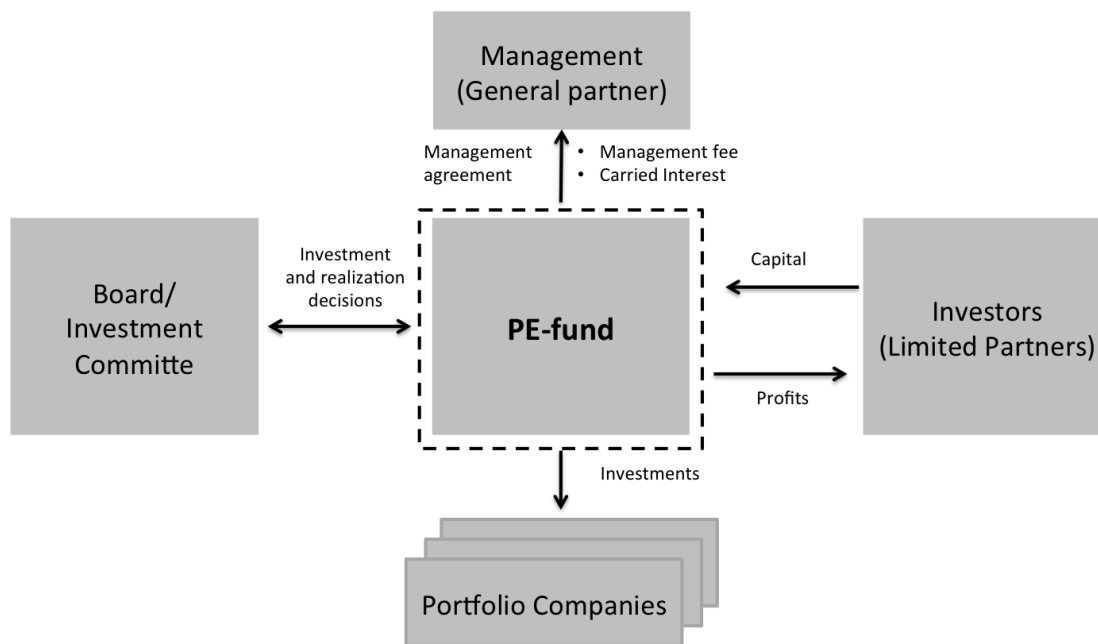 Management
(General partner)
Management
agreement
• Management fee
• Carried Interest
Board/
Investment
Committe
Investment
and realization
decisions
PE-fund
Capital
Profits
Investors
(Limited Partners)
Investments
Portfolio Companies